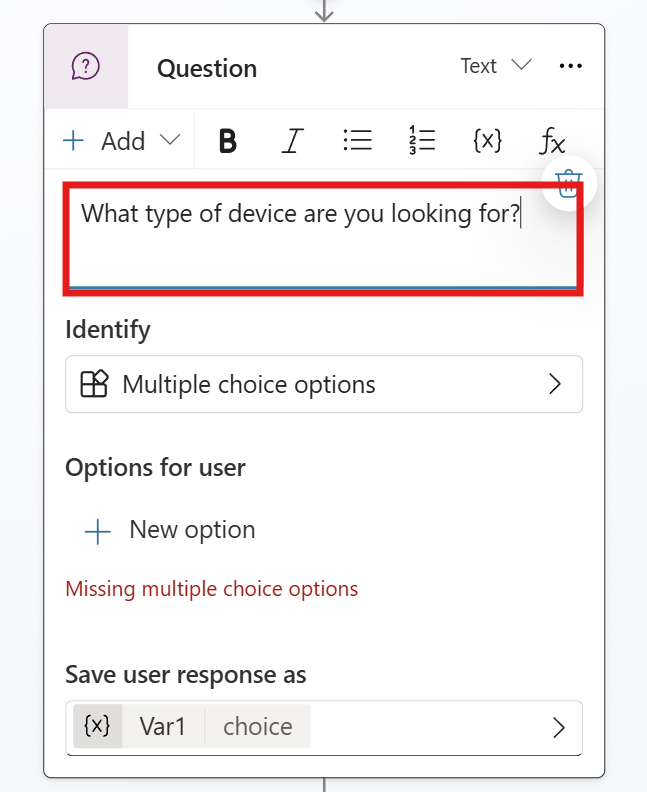 Question
Text
Add B I {x} fx
What type of device are you looking for?
Identify
Multiple choice options
Options for user
New option
Missing multiple choice options
Save user response as
{x} Var1 choice